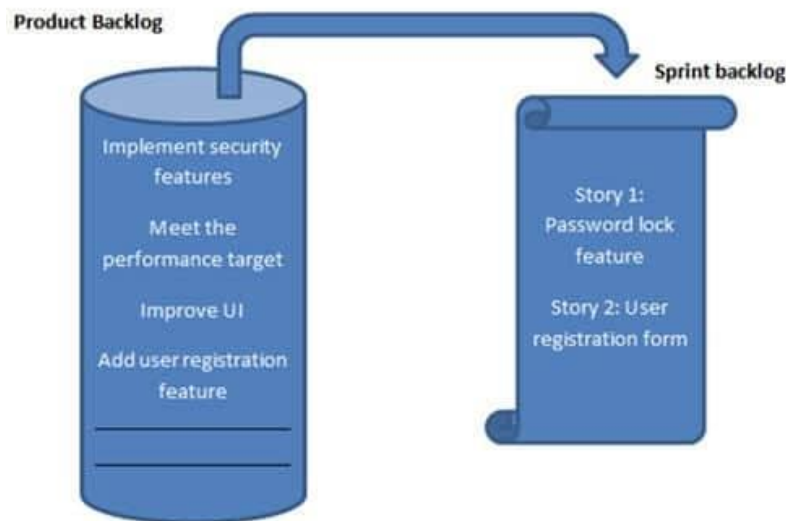 Product Backlog
Sprint backlog
Implement security
features
Meet the
performance target
Improve UI
Add user registration
feature
Story 1:
Password lock
feature
Story 2: User
registration form